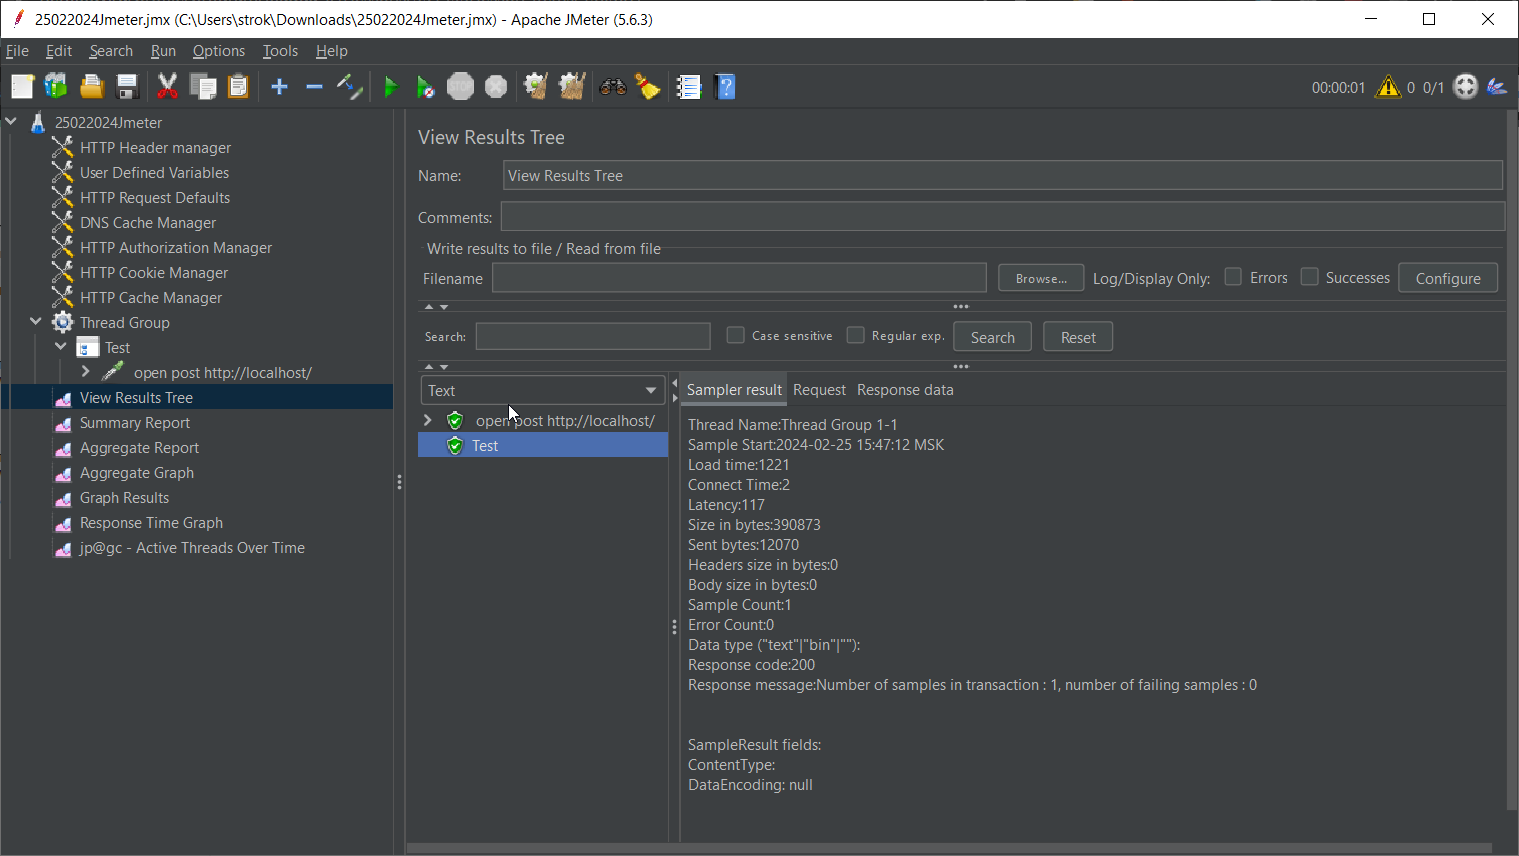 25022024Jmeter.jmx (C:\Users\strok\Downloads\25022024Jmeter.jmx) - Apache JMeter (5.6.3)
File Edit Search Run Options Tools Help
STOP 00:00:01 0 0/1
25022024Jmeter
HTTP Header manager
User Defined Variables
HTTP Request Defaults
DNS Cache Manager
HTTP Authorization Manager
HTTP Cookie Manager
HTTP Cache Manager
Thread Group
Test
open post http://localhost/
View Results Tree
Summary Report
Aggregate Report
Aggregate Graph
Graph Results
Response Time Graph
jp@gc - Active Threads Over Time
View Results Tree
Name: View Results Tree
Comments:
Write results to file / Read from file
Filename Browse... Log/Display Only: Errors Successes Configure
Search: Case sensitive Regular exp. Search Reset
Text
open post http://localhost/
Test
Sampler result Request Response data
Thread Name:Thread Group 1-1
Sample Start:2024-02-25 15:47:12 MSK
Load time:1221
Connect Time:2
Latency:117
Size in bytes:390873
Sent bytes:12070
Headers size in bytes:0
Body size in bytes:0
Sample Count:1
Error Count:0
Data type ("text"|"bin"|""):
Response code:200
Response message:Number of samples in transaction : 1, number of failing samples : 0
SampleResult fields:
ContentType:
DataEncoding: null